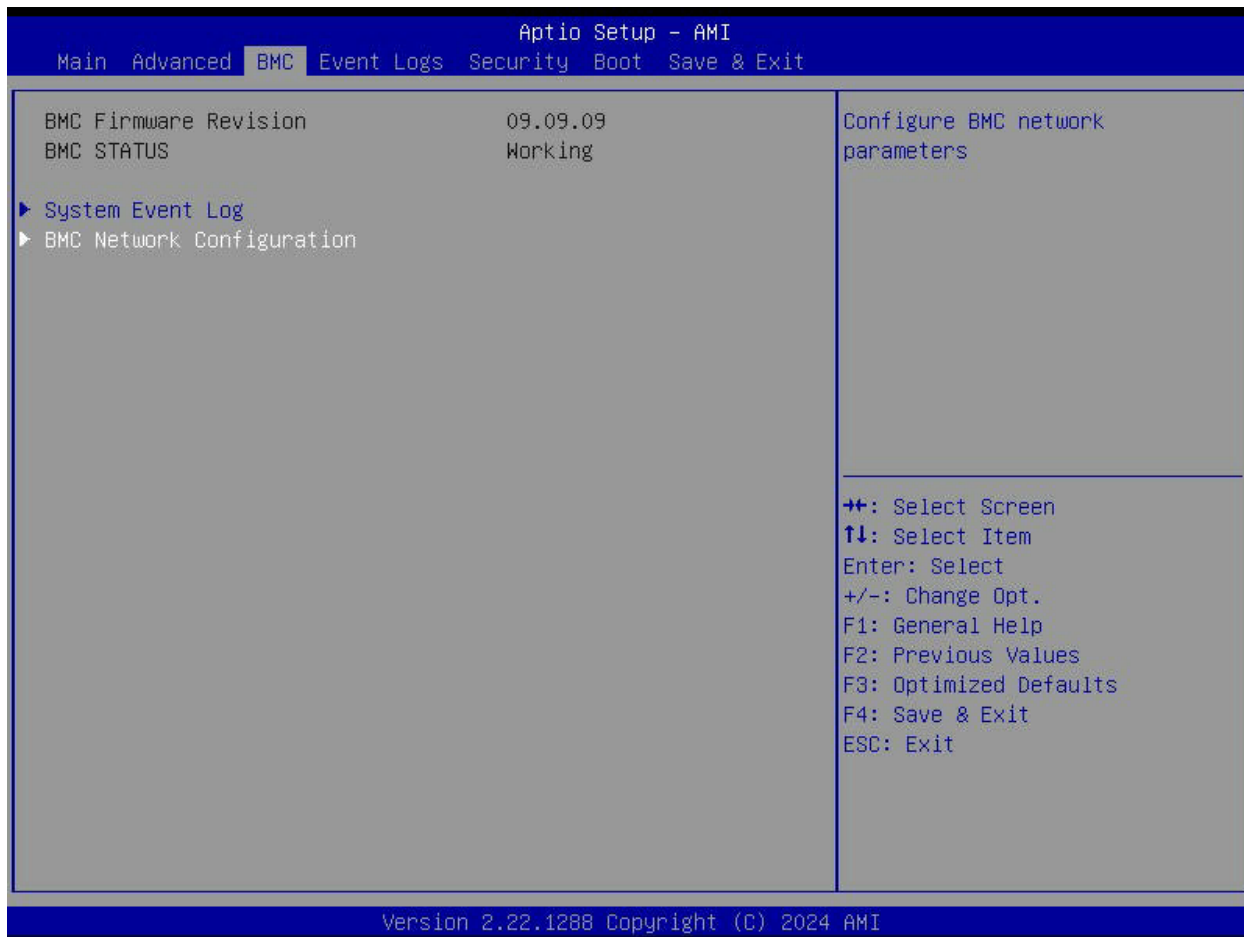 Aptio Setup – AMI
Main Advanced BMC Event Logs Security Boot Save & Exit
BMC Firmware Revision 09.09.09
BMC STATUS Working
System Event Log
BMC Network Configuration
Configure BMC network
parameters
→←: Select Screen
↑↓: Select Item
Enter: Select
+/-: Change Opt.
F1: General Help
F2: Previous Values
F3: Optimized Defaults
F4: Save & Exit
ESC: Exit
Version 2.22.1288 Copyright (C) 2024 AMI